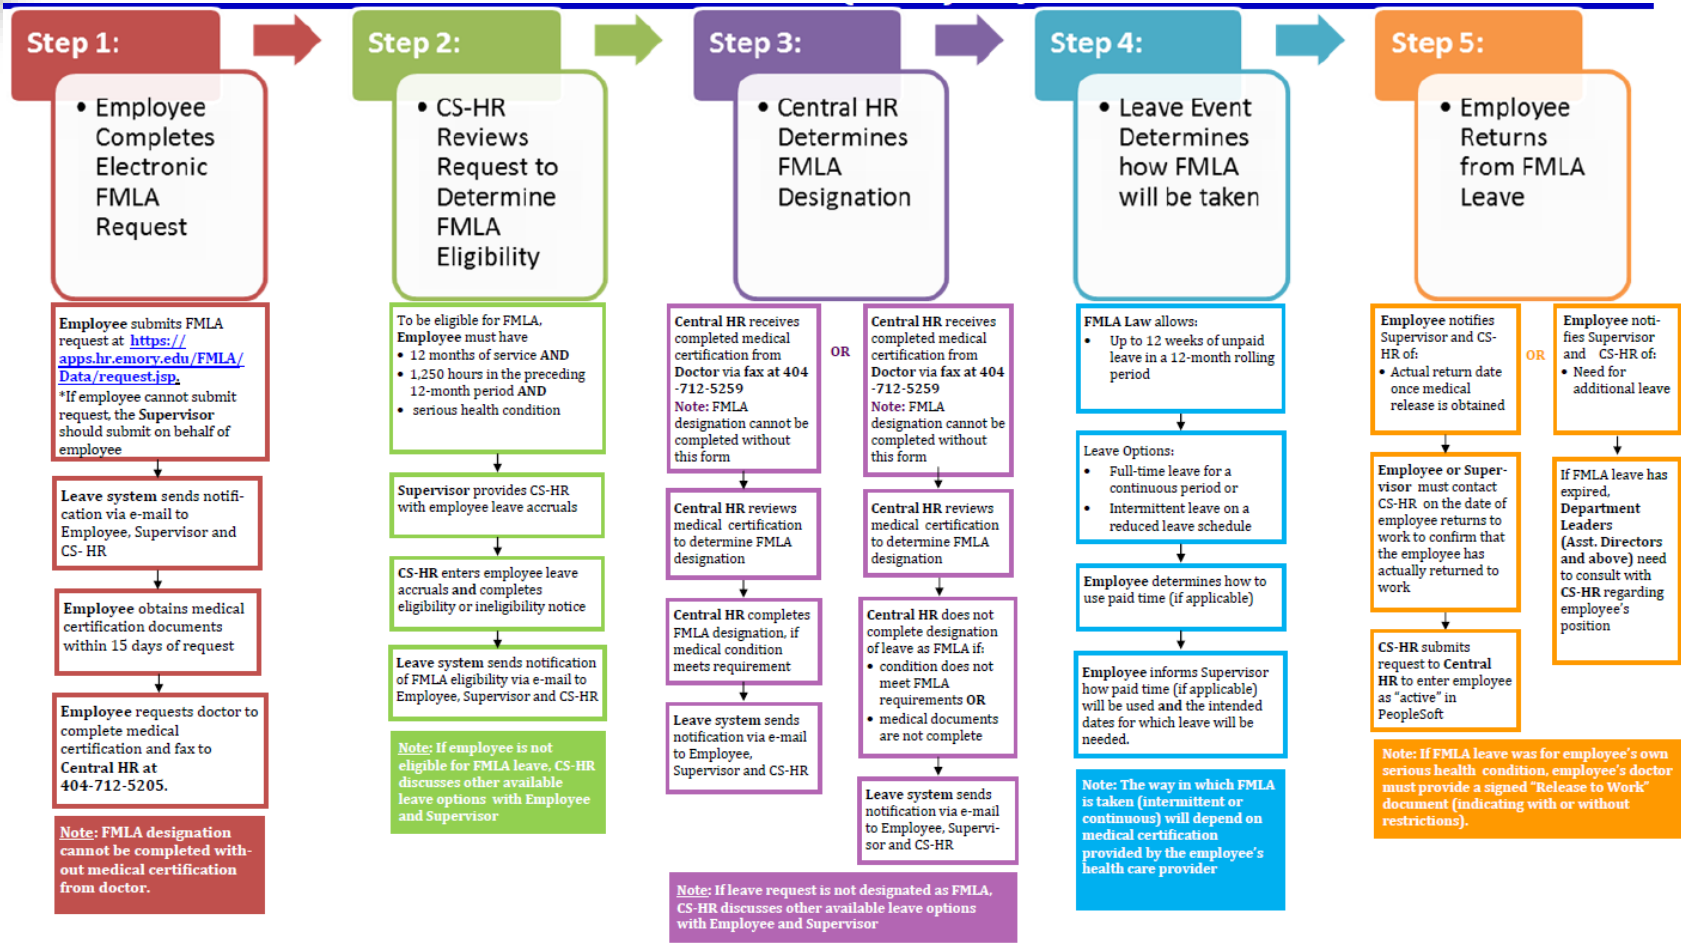 Step 1:
• Employee
Completes
Electronic
FMLA
Request
Employee submits FMLA
request at https://
apps.hr.emory.edu/FMLA/
Data/request.jsp.
*If employee cannot submit
request, the Supervisor
should submit on behalf of
employee
Leave system sends notifi-
cation via e-mail to
Employee, Supervisor and
CS- HR
Employee obtains medical
certification documents
within 15 days of request
Employee requests doctor to
complete medical
certification and fax to
Central HR at
404-712-5205.
Note: FMLA designation
cannot be completed with-
out medical certification
from doctor.
Step 2:
• CS-HR
Reviews
Request to
Determine
FMLA
Eligibility
To be eligible for FMLA,
Employee must have
• 12 months of service AND
• 1,250 hours in the preceding
12-month period AND
• serious health condition
Supervisor provides CS-HR
with employee leave accruals
CS-HR enters employee leave
accruals and completes
eligibility or ineligibility notice
Leave system sends notification
of FMLA eligibility via e-mail to
Employee, Supervisor and CS-HR
Note: If employee is not
eligible for FMLA leave, CS-HR
discusses other available
leave options with Employee
and Supervisor
Step 3:
• Central HR
Determines
FMLA
Designation
Central HR receives
completed medical
certification from
Doctor via fax at 404
-712-5259
Note: FMLA
designation cannot be
completed without
this form
Central HR reviews
medical certification
to determine FMLA
designation
Central HR completes
FMLA designation, if
medical condition
meets requirement
Leave system sends
notification via e-mail
to Employee,
Supervisor and CS-HR
OR
Central HR receives
completed medical
certification from
Doctor via fax at 404
-712-5259
Note: FMLA
designation cannot be
completed without
this form
Central HR reviews
medical certification
to determine FMLA
designation
Central HR does not
complete designation
of leave as FMLA if:
• condition does not
meet FMLA
requirements OR
• medical documents
are not complete
Leave system sends
notification via e-mail
to Employee, Supervi-
sor and CS-HR
Note: If leave request is not designated as FMLA,
CS-HR discusses other available leave options
with Employee and Supervisor
Step 4:
• Leave Event
Determines
how FMLA
will be taken
FMLA Law allows:
• Up to 12 weeks of unpaid
leave in a 12-month rolling
period
Leave Options:
• Full-time leave for a
continuous period or
• Intermittent leave on a
reduced leave schedule
Employee determines how to
use paid time (if applicable)
Employee informs Supervisor
how paid time (if applicable)
will be used and the intended
dates for which leave will be
needed.
Note: The way in which FMLA
is taken (intermittent or
continuous) will depend on
medical certification
provided by the employee's
health care provider
Step 5:
• Employee
Returns
from FMLA
Leave
Employee notifies
Supervisor and CS-
HR of:
• Actual return date
once medical
release is obtained
Employee or Super-
visor must contact
CS-HR on the date of
employee returns to
work to confirm that
the employee has
actually returned to
work
CS-HR submits
request to Central
HR to enter employee
as “active” in
PeopleSoft
OR
Employee noti-
fies Supervisor
and CS-HR of:
• Need for
additional leave
If FMLA leave has
expired,
Department
Leaders
(Asst. Directors
and above) need
to consult with
CS-HR regarding
employee's
position
Note: If FMLA leave was for employee's own
serious health condition, employee's doctor
must provide a signed “Release to Work”
document (indicating with or without
restrictions).